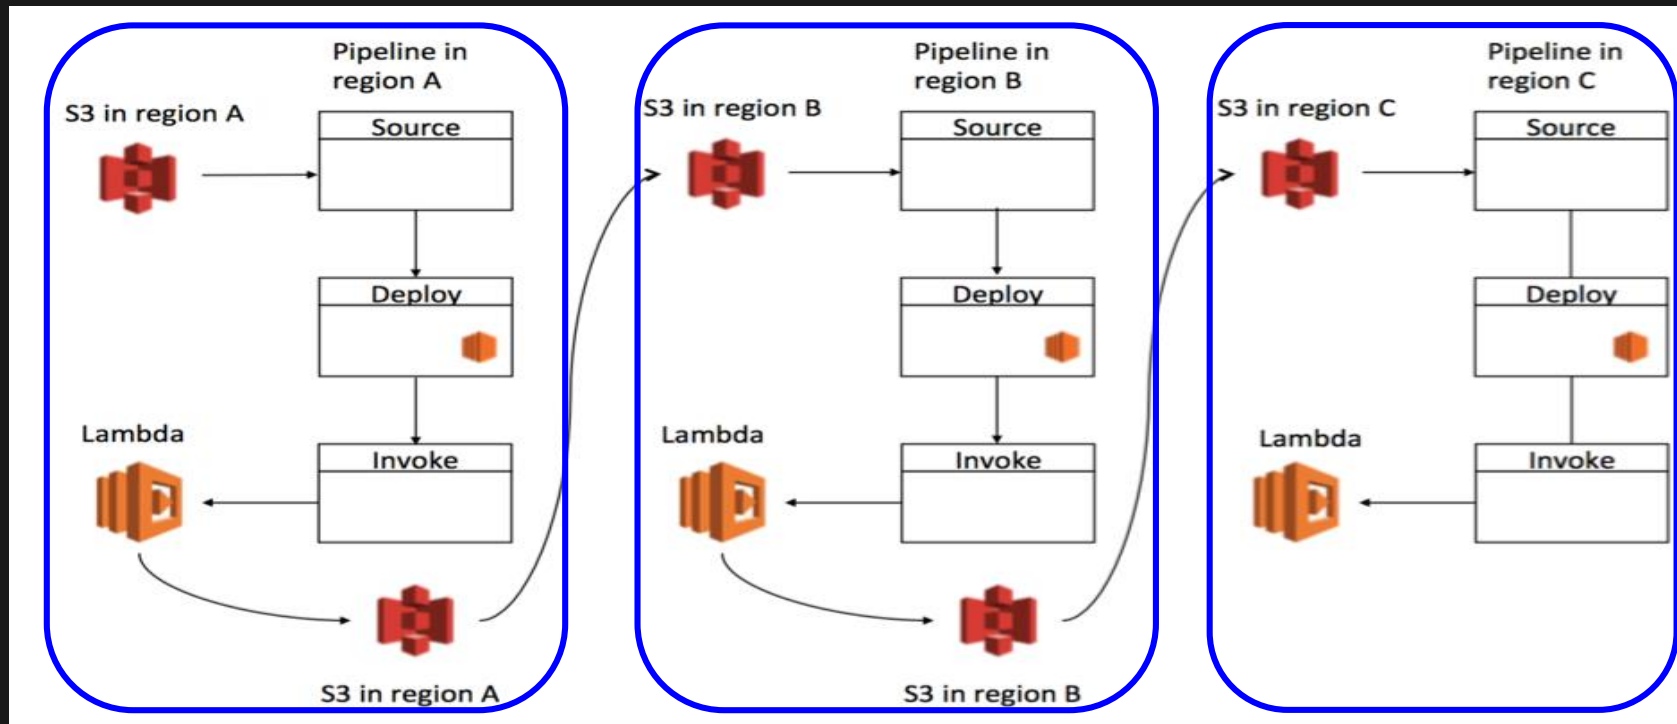 Pipeline in
region A
S3 in region A
Source
Deploy
Lambda
Invoke
S3 in region A
Pipeline in
region B
S3 in region B
Source
Deploy
Lambda
Invoke
S3 in region B
Pipeline in
region C
S3 in region C
Source
Deploy
Lambda
Invoke